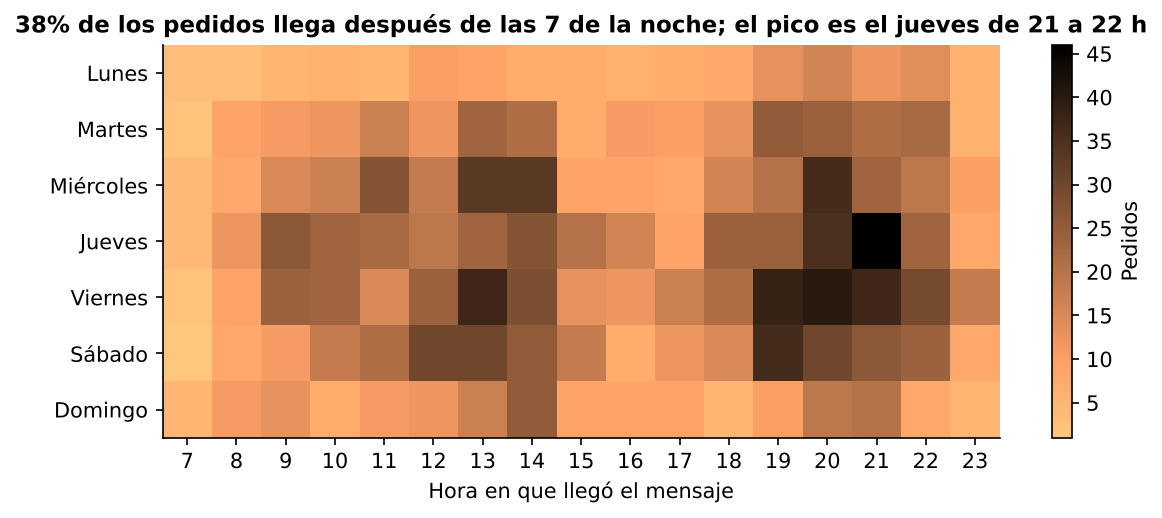 38% de los pedidos llega después de las 7 de la noche; el pico es el jueves de 21 a 22 h
Lunes
Martes
Miércoles
Jueves
Viernes
Sábado
Domingo
7 8 9 10 11 12 13 14 15 16 17 18 19 20 21 22 23
Hora en que llegó el mensaje
45
40
35
30
25
20
15
10
5
Pedidos